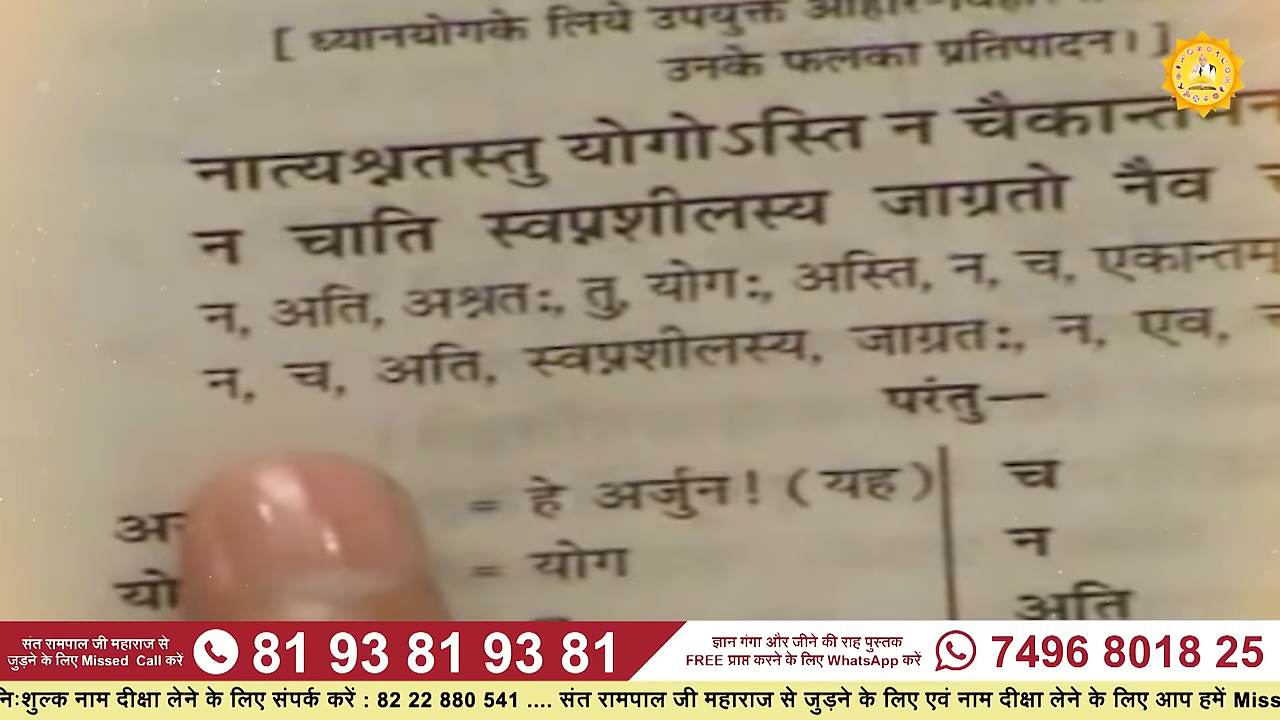 [ ध्यानयोगके लिये उपयुक्त
उनके फलका प्रतिपादन। ]
नात्यश्नतस्तु योगोऽस्ति न चैकान्तमन
न चाति स्वप्नशीलस्य जाग्रतो नैव
न, अति, अश्नतः, तु, योगः, अस्ति, न, च, एकान्तम्
न, च, अति, स्वप्नशीलस्य, जाग्रतः, न, एव,
परंतु—
= हे अर्जुन! (यह)
च
यो
= योग
न
अति
संत रामपाल जी महाराज से
जुड़ने के लिए Missed Call करें
81 93 81 93 81
ज्ञान गंगा और जीने की राह पुस्तक
FREE प्राप्त करने के लिए WhatsApp करें
7496 8018 25
निःशुल्क नाम दीक्षा लेने के लिए संपर्क करें : 82 22 880 541 .... संत रामपाल जी महाराज से जुड़ने के लिए एवं नाम दीक्षा लेने के लिए आप हमें Miss